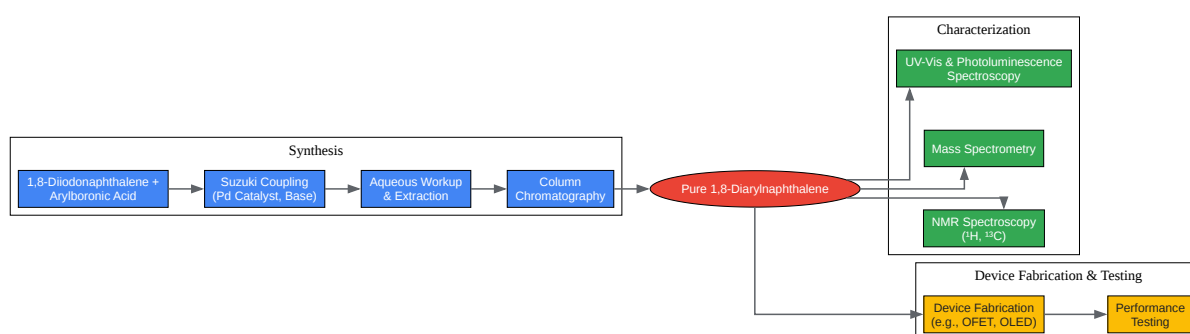 Synthesis
1,8-Diiodonaphthalene +
Arylboronic Acid
Suzuki Coupling
(Pd Catalyst, Base)
Aqueous Workup
& Extraction
Column
Chromatography
Pure 1,8-Diarylnaphthalene
Characterization
UV-Vis & Photoluminescence
Spectroscopy
Mass Spectrometry
NMR Spectroscopy
(¹H, ¹³C)
Device Fabrication & Testing
Device Fabrication
(e.g., OFET, OLED)
Performance
Testing